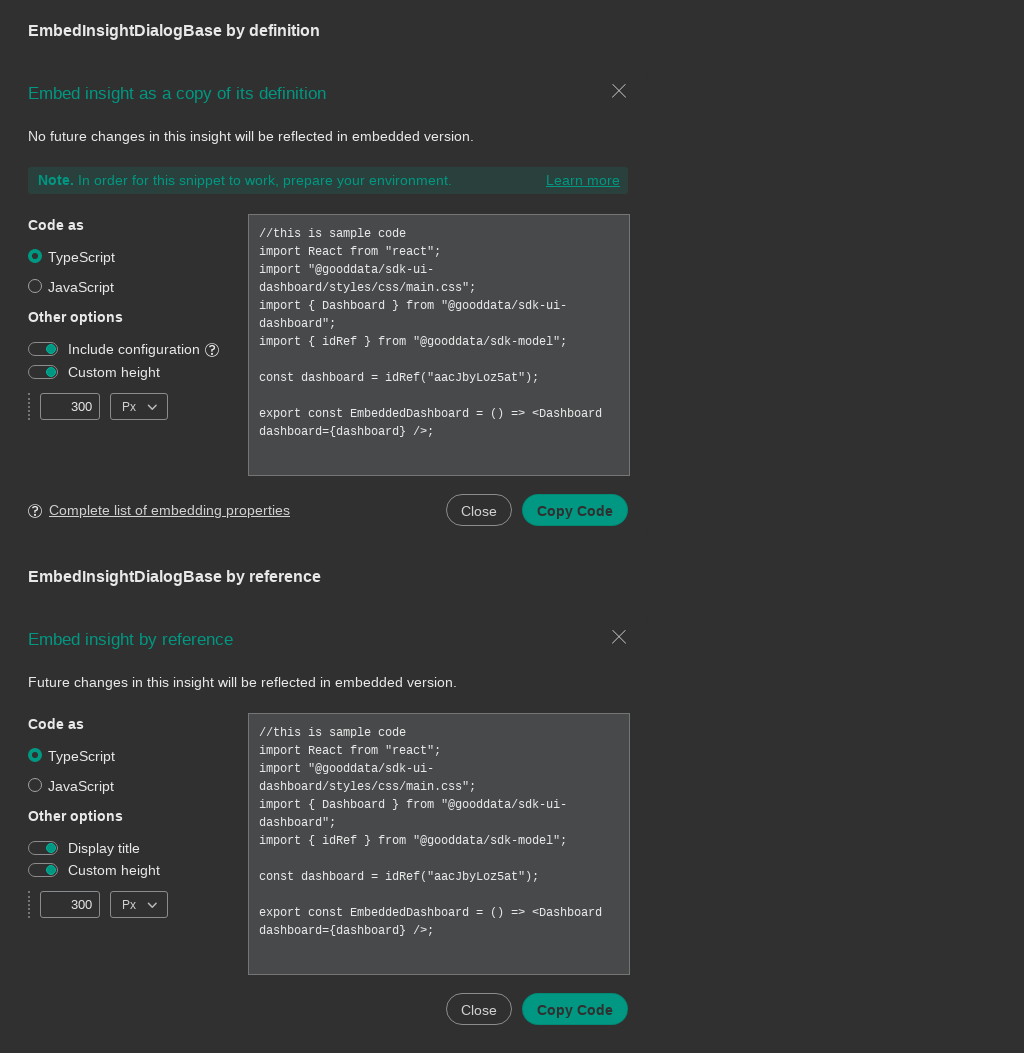 EmbedInsightDialogBase by definition
Embed insight as a copy of its definition
No future changes in this insight will be reflected in embedded version.
Note. In order for this snippet to work, prepare your environment. Learn more
Code as
TypeScript
JavaScript
Other options
Include configuration
Custom height
300 Px
//this is sample code
import React from "react";
import "@gooddata/sdk-ui-
dashboard/styles/css/main.css";
import { Dashboard } from "@gooddata/sdk-ui-
dashboard";
import { idRef } from "@gooddata/sdk-model";
const dashboard = idRef("aacJbyLoz5at");
export const EmbeddedDashboard = () => <Dashboard
dashboard={dashboard} />;
Complete list of embedding properties
Close
Copy Code
EmbedInsightDialogBase by reference
Embed insight by reference
Future changes in this insight will be reflected in embedded version.
Code as
TypeScript
JavaScript
Other options
Display title
Custom height
300 Px
//this is sample code
import React from "react";
import "@gooddata/sdk-ui-
dashboard/styles/css/main.css";
import { Dashboard } from "@gooddata/sdk-ui-
dashboard";
import { idRef } from "@gooddata/sdk-model";
const dashboard = idRef("aacJbyLoz5at");
export const EmbeddedDashboard = () => <Dashboard
dashboard={dashboard} />;
Close
Copy Code